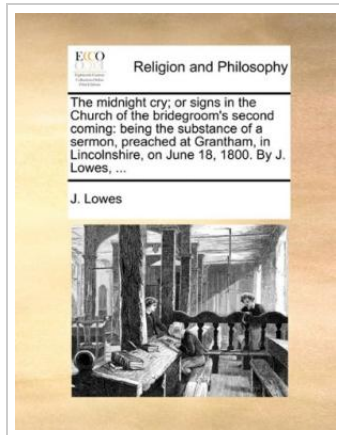 ECCO
Religion and Philosophy
The midnight cry; or signs in the
Church of the bridegroom's second
coming: being the substance of a
sermon, preached at Grantham, in
Lincolnshire, on June 18, 1800. By J.
Lowes, ...
J. Lowes